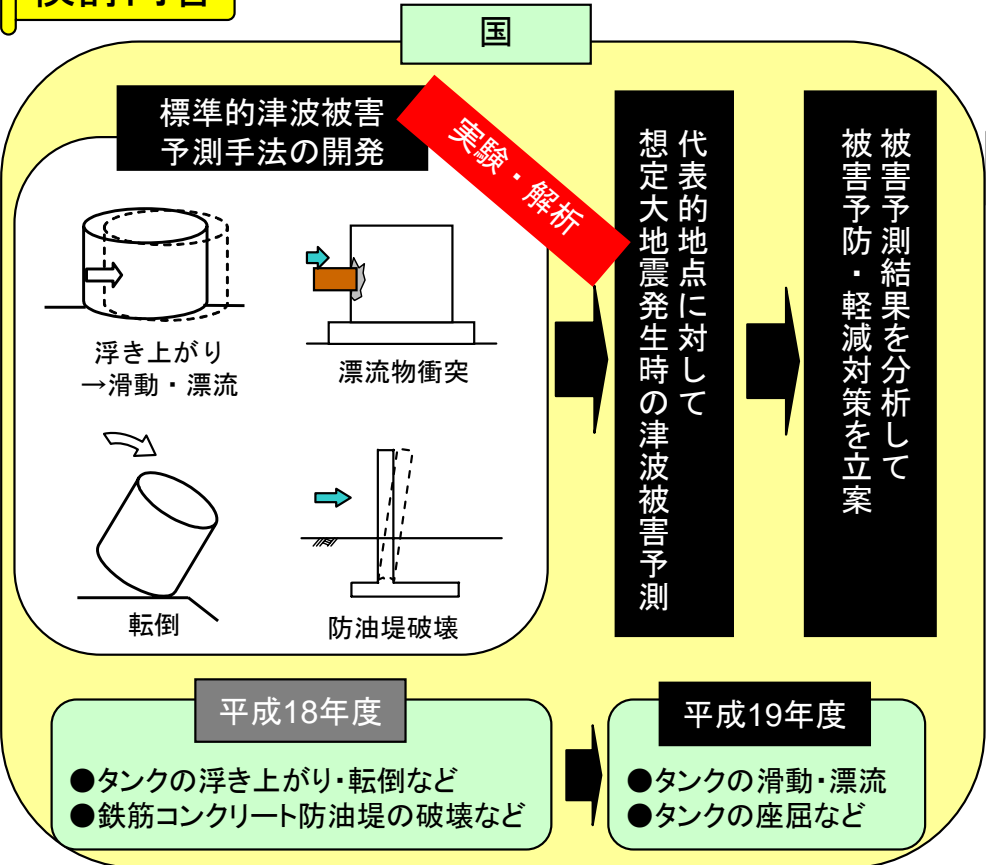 国
標準的津波被害
予測手法の開発
実験・解析
浮き上がり
→滑動・漂流
漂流物衝突
転倒
防油堤破壊
代表的地点に対して
想定大地震発生時の津波被害予測
被害予測結果を分析して
被害予防・軽減対策を立案
平成18年度
●タンクの浮き上がり・転倒など
●鉄筋コンクリート防油堤の破壊など
平成19年度
●タンクの滑動・漂流
●タンクの座屈など